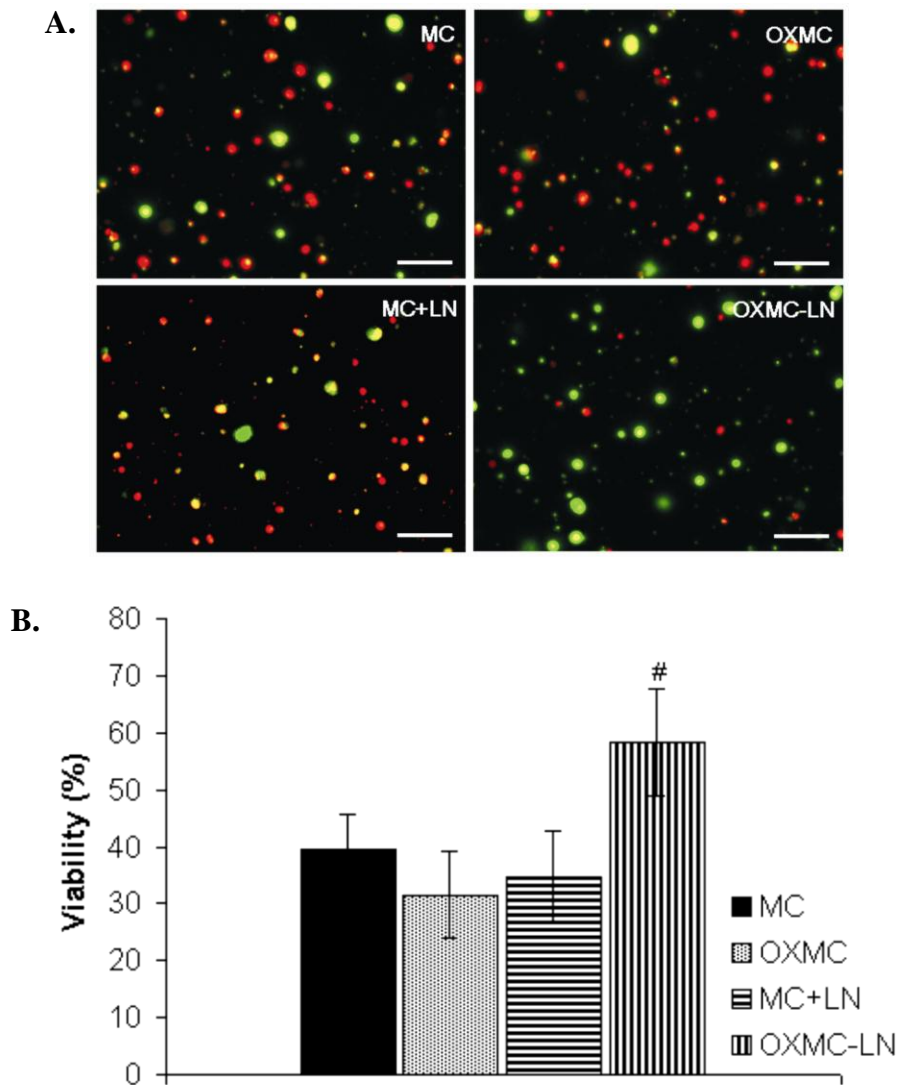 A.
MC
OXMC
MC+LN
OXMC-LN
B.
80
70
60
50
40
30
20
10
0
Viability (%)
#
MC
OXMC
MC+LN
OXMC-LN